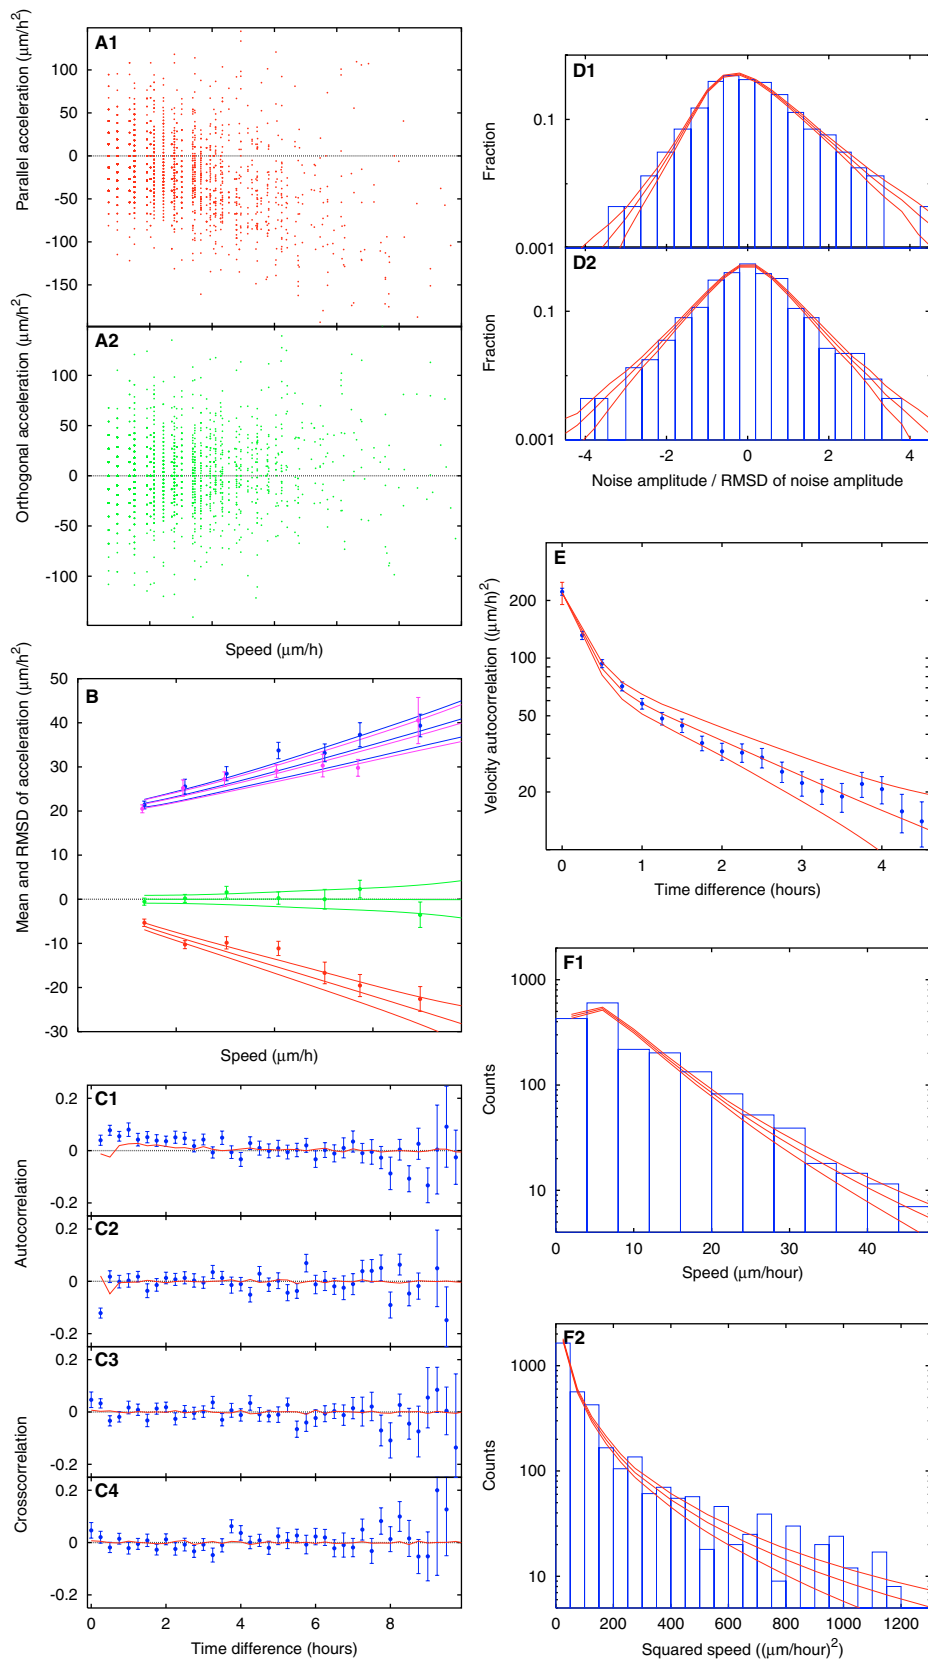 A1
Parallel acceleration (μm/h²)
100
50
0
-50
-100
-150
A2
Orthogonal acceleration (μm/h²)
100
50
0
-50
-100
Speed (μm/h)
B
Mean and RMSD of acceleration (μm/h²)
50
40
30
20
10
0
-10
-20
-30
Speed (μm/h)
C1
0.2
0
-0.2
Autocorrelation
C2
0.2
0
-0.2
C3
0.2
0
0.2
Crosscorrelation
C4
0.2
0
-0.2
0 2 4 6 8
Time difference (hours)
D1
Fraction
0.1
0.001
D2
Fraction
0.1
0.001
-4 -2 0 2 4
Noise amplitude / RMSD of noise amplitude
E
Velocity autocorrelation ((μm/h)²)
200
100
50
20
0 1 2 3 4
Time difference (hours)
F1
Counts
1000
100
10
0 10 20 30 40
Speed (μm/hour)
F2
Counts
1000
100
10
0 200 400 600 800 1000 1200
Squared speed ((μm/hour)²)